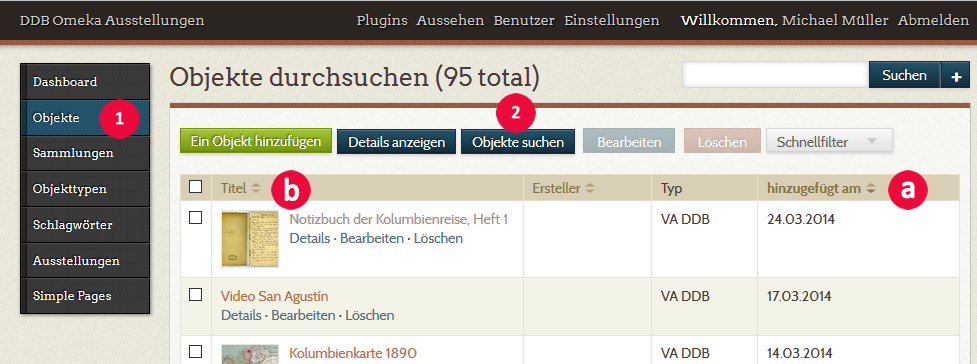 DDB Omeka Ausstellungen Plugins Aussehen Benutzer Einstellungen Willkommen, Michael Müller Abmelden
Dashboard
Objekte 1
Sammlungen
Objekttypen
Schlagwörter
Ausstellungen
Simple Pages
Objekte durchsuchen (95 total) Suchen +
2
Ein Objekt hinzufügen Details anzeigen Objekte suchen Bearbeiten Löschen Schnellfilter
Titel b Ersteller Typ hinzugefügt am a
Notizbuch der Kolumbienreise, Heft 1 VA DDB 24.03.2014
Details · Bearbeiten · Löschen
Video San Agustín VA DDB 17.03.2014
Details · Bearbeiten · Löschen
Kolumbienkarte 1890 VA DDB 14.03.2014